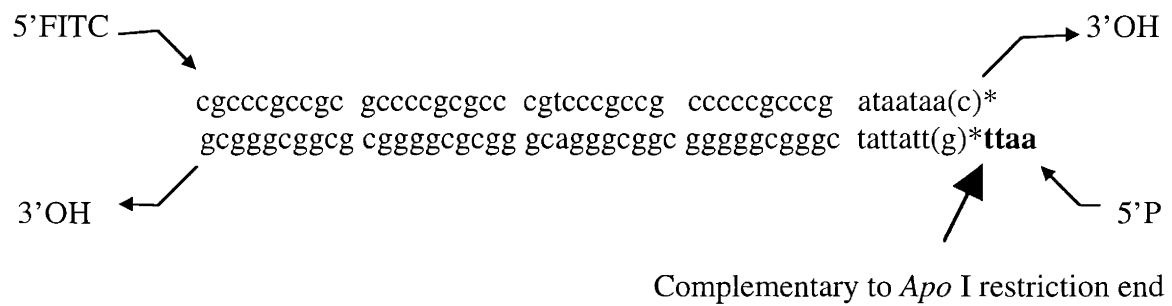 5’FITC
3’OH
cgcccgccgc gccccgcgcc cgtcccgccg cccccgcccg ataataa(c)*
gcgggcggcg cggggcgcgg gcagggcggc gggggcgggc tattatt(g)*ttaa
3’OH
5’P
Complementary to Apo I restriction end